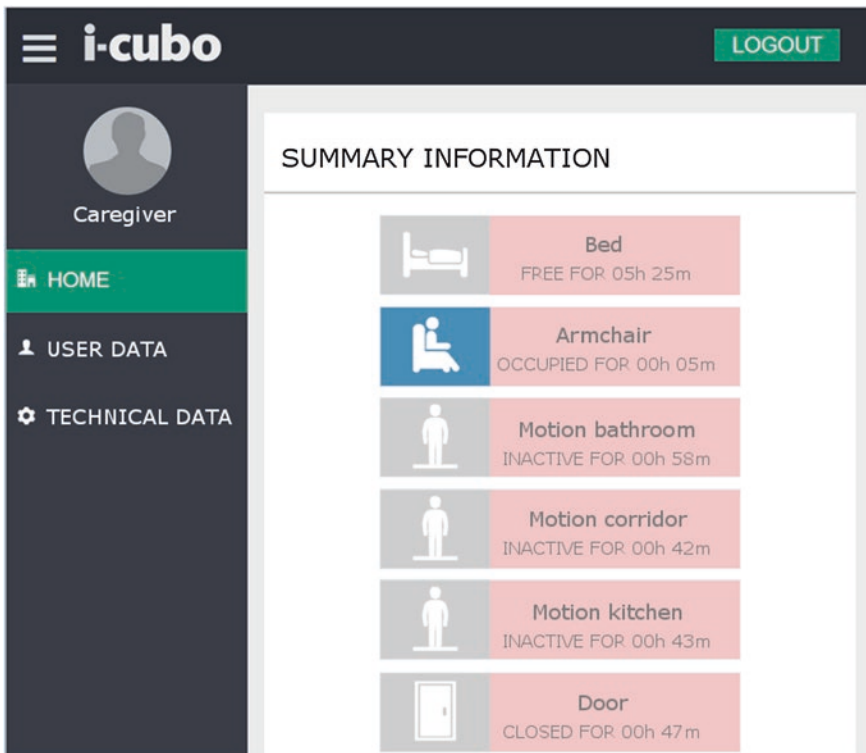 i-cubo
LOGOUT
Caregiver
HOME
USER DATA
TECHNICAL DATA
SUMMARY INFORMATION
Bed
FREE FOR 05h 25m
Armchair
OCCUPIED FOR 00h 05m
Motion bathroom
INACTIVE FOR 00h 58m
Motion corridor
INACTIVE FOR 00h 42m
Motion kitchen
INACTIVE FOR 00h 43m
Door
CLOSED FOR 00h 47m